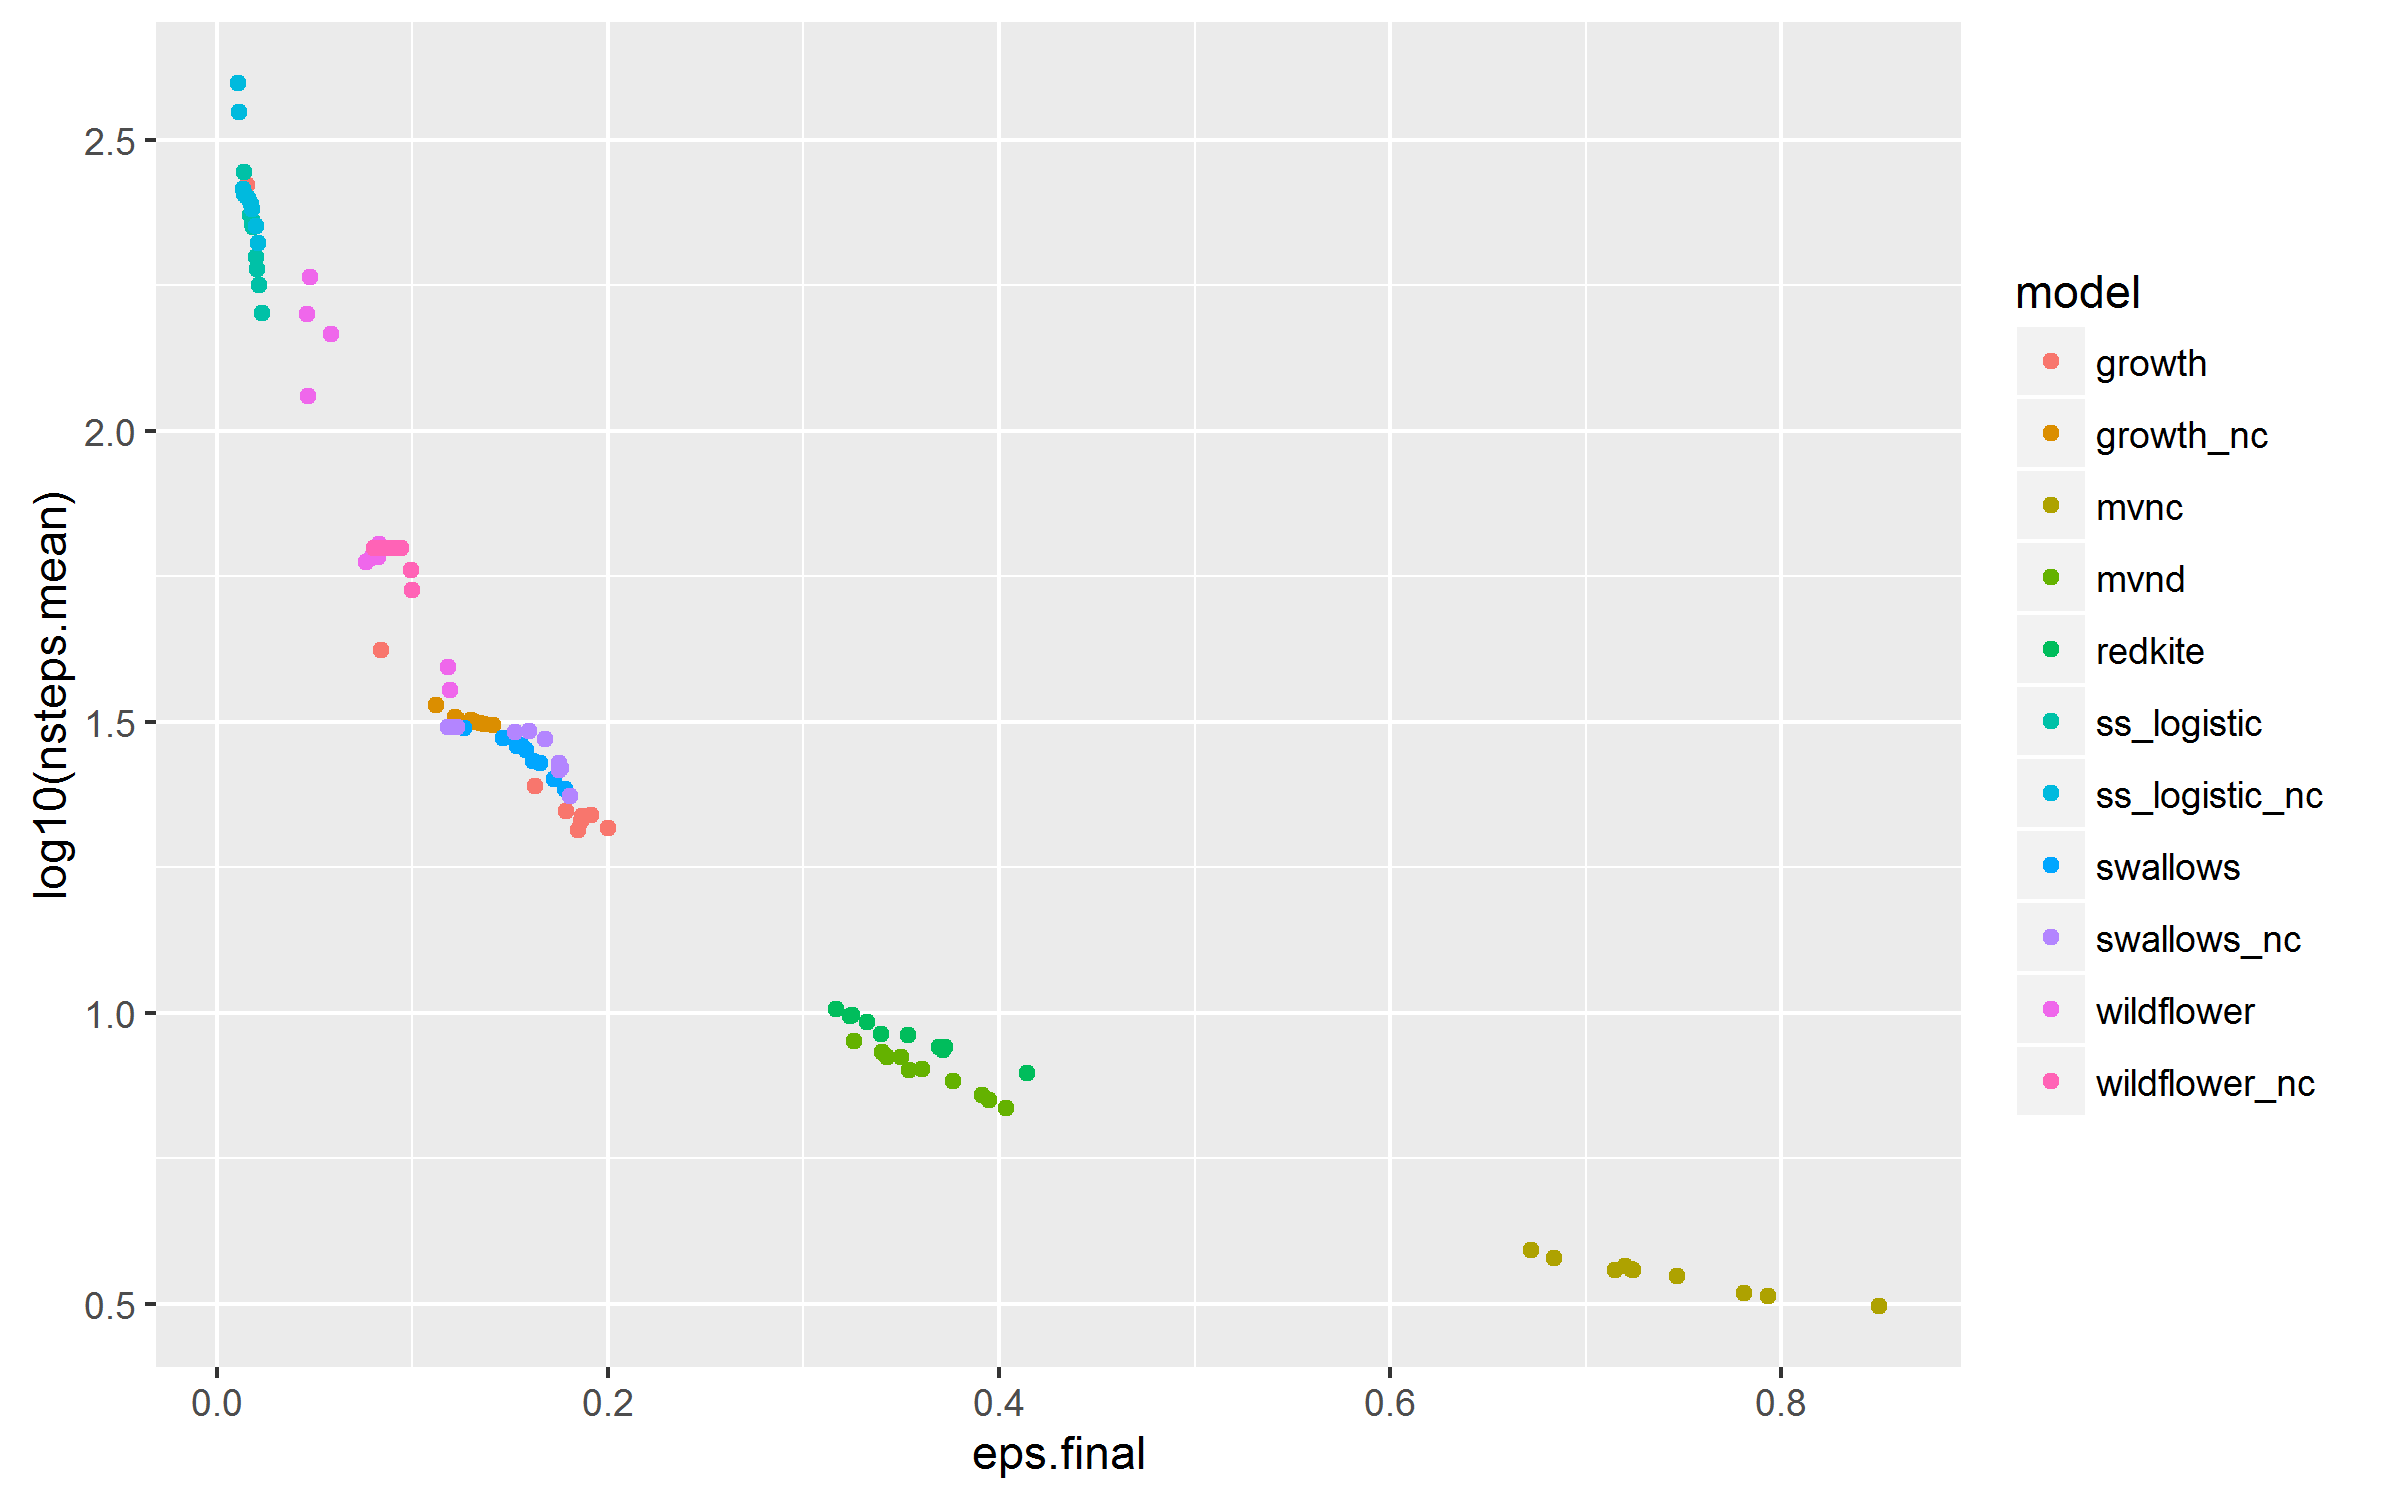 log10(nsteps.mean)
2.5
2.0
1.5
1.0
0.5
0.0 0.2 0.4 0.6 0.8
eps.final
model
growth
growth_nc
mvnc
mvnd
redkite
ss_logistic
ss_logistic_nc
swallows
swallows_nc
wildflower
wildflower_nc